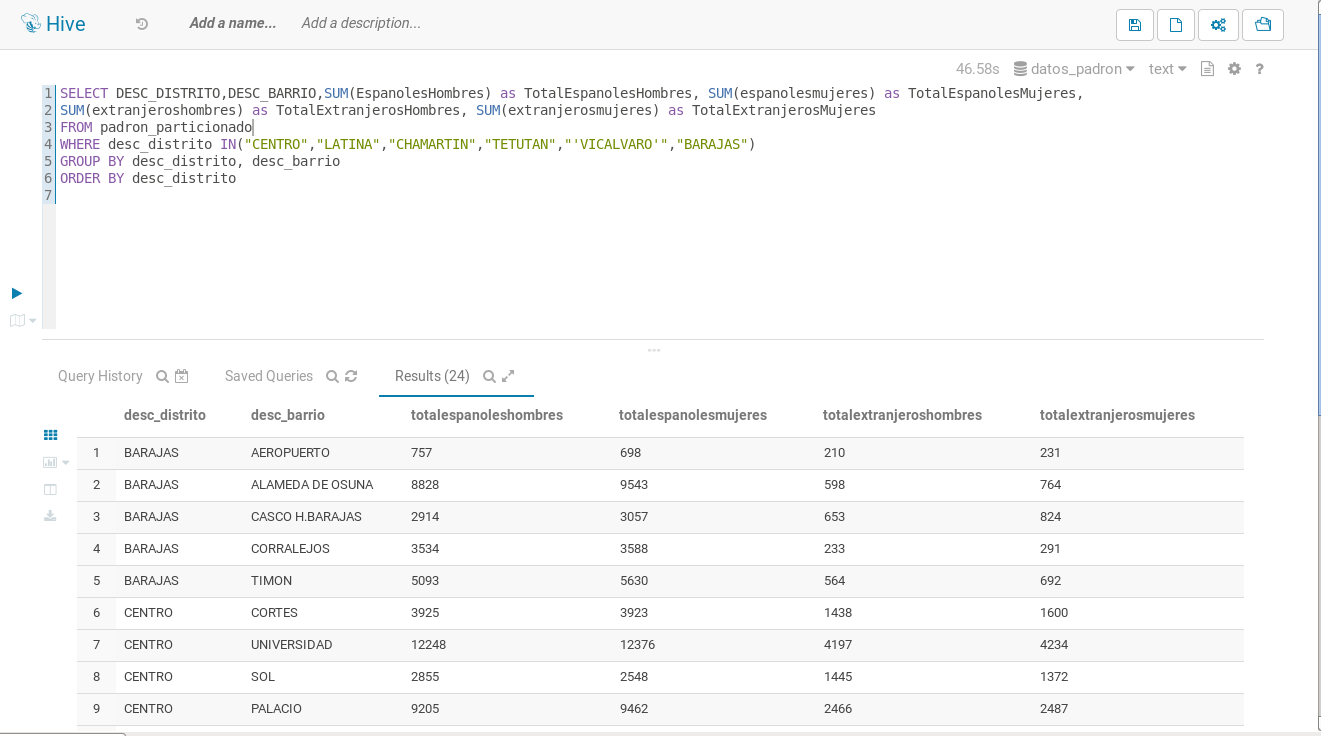 Hive Add a name... Add a description...
46.58s datos_padron text ?
1 SELECT DESC_DISTRITO,DESC_BARRIO,SUM(EspanolesHombres) as TotalEspanolesHombres, SUM(espanolesmujeres) as TotalEspanolesMujeres,
2 SUM(extranjeroshombres) as TotalExtranjerosHombres, SUM(extranjerosmujeres) as TotalExtranjerosMujeres
3 FROM padron_particionado
4 WHERE desc_distrito IN("CENTRO","LATINA","CHAMARTIN","TETUTAN","'VICALVARO'","BARAJAS")
5 GROUP BY desc_distrito, desc_barrio
6 ORDER BY desc_distrito
7
Query History Saved Queries Results (24)
desc_distrito desc_barrio totalespanoleshombres totalespanolesmujeres totalextranjeroshombres totalextranjerosmujeres
1 BARAJAS AEROPUERTO 757 698 210 231
2 BARAJAS ALAMEDA DE OSUNA 8828 9543 598 764
3 BARAJAS CASCO H.BARAJAS 2914 3057 653 824
4 BARAJAS CORRALEJOS 3534 3588 233 291
5 BARAJAS TIMON 5093 5630 564 692
6 CENTRO CORTES 3925 3923 1438 1600
7 CENTRO UNIVERSIDAD 12248 12376 4197 4234
8 CENTRO SOL 2855 2548 1445 1372
9 CENTRO PALACIO 9205 9462 2466 2487